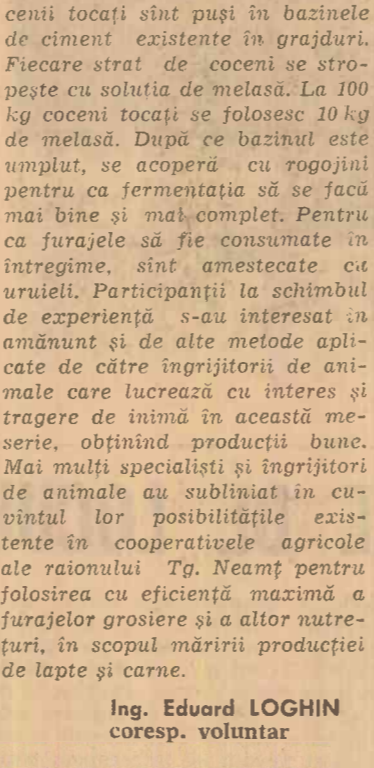 cenii tocați sînt puși în bazinele
de ciment existente în grajduri.
Fiecare strat de coceni se stro-
pește cu solutia de melasă. La 100
kg coceni tocați se folosesc 10 kg
de melasă. După ce bazinul este
umplut, se acoperă cu rogojini
pentru ca fermentația să se facă
mai bine și mai complet. Pentru
ca furajele să fie consumate în
întregime, sînt amestecate cu
uruieli. Participanții la schimbul
de experiență s-au interesat în
amănunt și de alte metode apli-
cate de către îngrijitorii de ani-
male care lucrează cu interes și
tragere de inimă în această me-
serie, obținînd producții bune.
Mai mulți specialiști și îngrijitori
de animale au subliniat în cu-
vîntul lor posibilitățile exis-
tente în cooperativele agricole
ale raionului Tg. Neamț pentru
folosirea cu eficiență maximă a
furajelor grosiere și a altor nutre-
țuri, în scopul măririi producției
de lapte și carne.
Ing. Eduard LOGHIN
coresp. voluntar